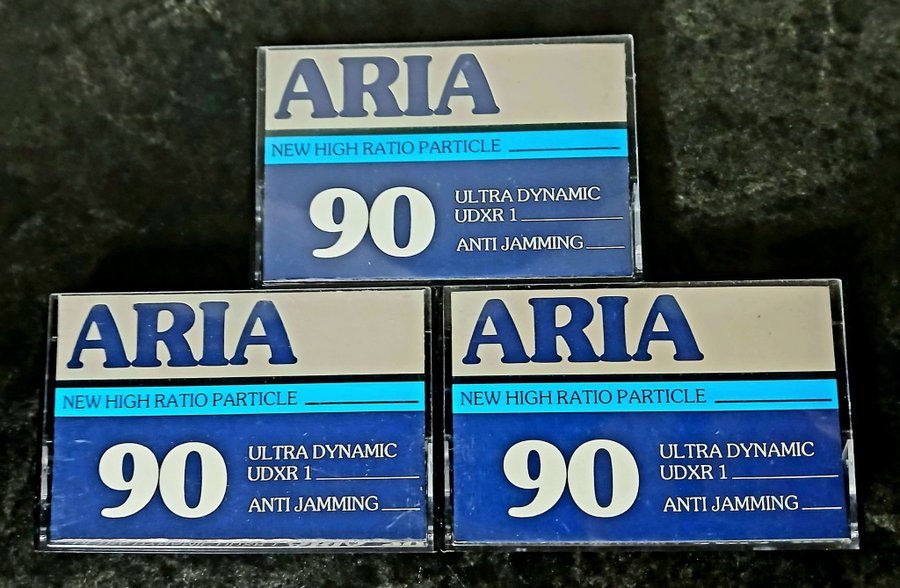 ARIA
NEW HIGH RATIO PARTICLE
90
ULTRA DYNAMIC
UDXR 1
ANTI JAMMING
ARIA
NEW HIGH RATIO PARTICLE
90
ULTRA DYNAMIC
UDXR 1
ANTI JAMMING
ARIA
NEW HIGH RATIO PARTICLE
90
ULTRA DYNAMIC
UDXR 1
ANTI JAMMING